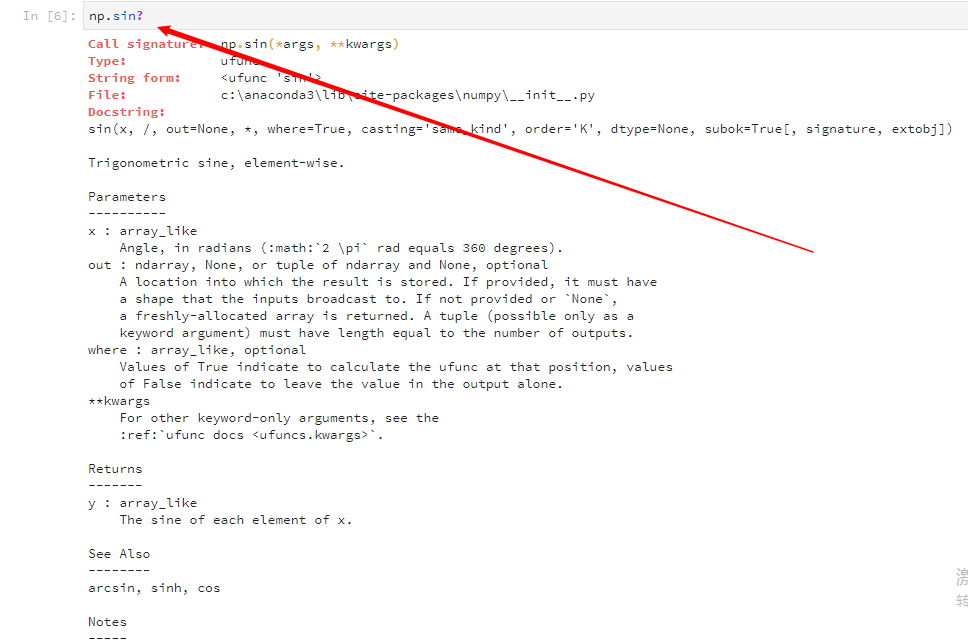 In [6]: np.sin?
Call signature: np.sin(*args, **kwargs)
Type: ufunc
String form: <ufunc 'sin'>
File: c:\anaconda3\lib\site-packages\numpy\__init__.py
Docstring:
sin(x, /, out=None, *, where=True, casting='same_kind', order='K', dtype=None, subok=True[, signature, extobj])
Trigonometric sine, element-wise.
Parameters
----------
x : array_like
Angle, in radians (:math:`2 \pi` rad equals 360 degrees).
out : ndarray, None, or tuple of ndarray and None, optional
A location into which the result is stored. If provided, it must have
a shape that the inputs broadcast to. If not provided or `None`,
a freshly-allocated array is returned. A tuple (possible only as a
keyword argument) must have length equal to the number of outputs.
where : array_like, optional
Values of True indicate to calculate the ufunc at that position, values
of False indicate to leave the value in the output alone.
**kwargs
For other keyword-only arguments, see the
:ref:`ufunc docs <ufuncs.kwargs>`.
Returns
-------
y : array_like
The sine of each element of x.
See Also
--------
arcsin, sinh, cos
Notes
-----
转